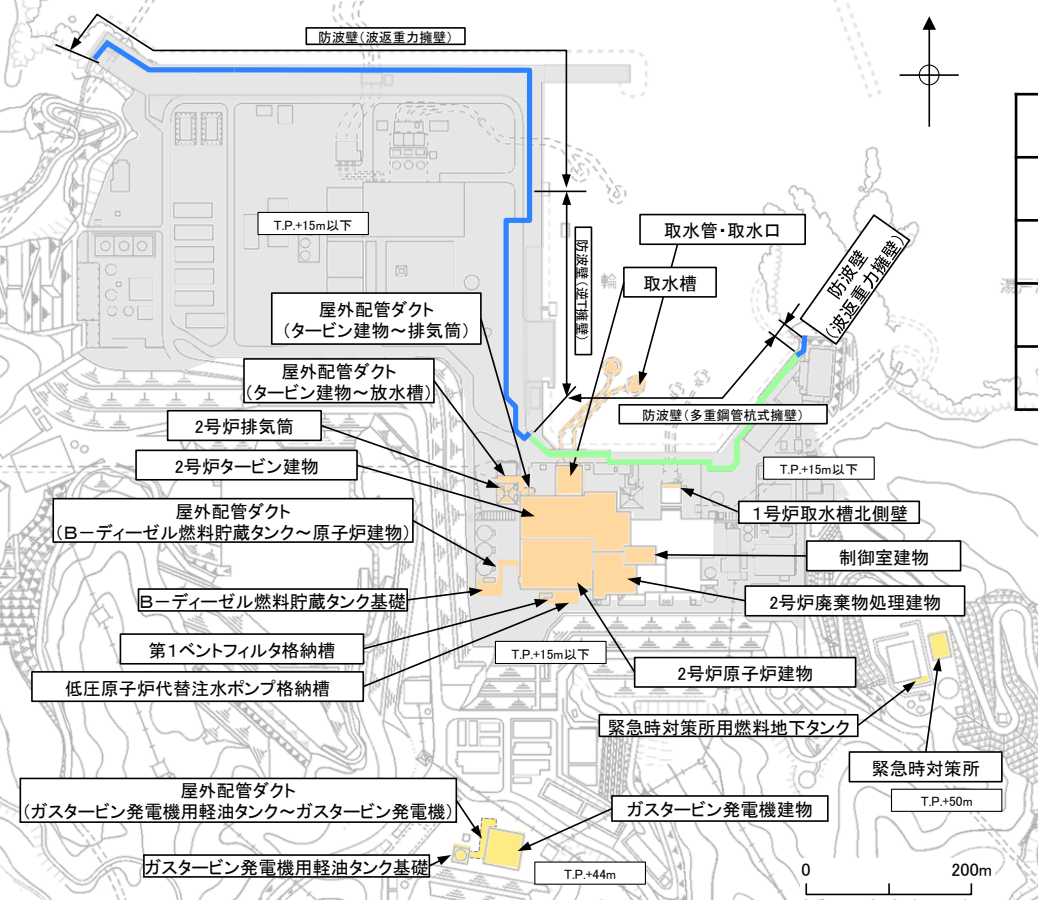 防波壁(波返重力擁壁)
T.P.+15m以下
取水管・取水口
防波壁
(波返重力擁壁)
防波壁(逆T擁壁)
輪
取水槽
屋外配管ダクト
(タービン建物～排気筒)
屋外配管ダクト
(タービン建物～放水槽)
防波壁(多重鋼管杭式擁壁)
2号炉排気筒
2号炉タービン建物
T.P.+15m以下
屋外配管ダクト
(B－ディーゼル燃料貯蔵タンク～原子炉建物)
1号炉取水槽北側壁
制御室建物
B－ディーゼル燃料貯蔵タンク基礎
2号炉廃棄物処理建物
第1ベントフィルタ格納槽
T.P.+15m以下
低圧原子炉代替注水ポンプ格納槽
2号炉原子炉建物
緊急時対策所用燃料地下タンク
緊急時対策所
T.P.+50m
屋外配管ダクト
(ガスタービン発電機用軽油タンク～ガスタービン発電機)
ガスタービン発電機建物
ガスタービン発電機用軽油タンク基礎
T.P.+44m
0
200m